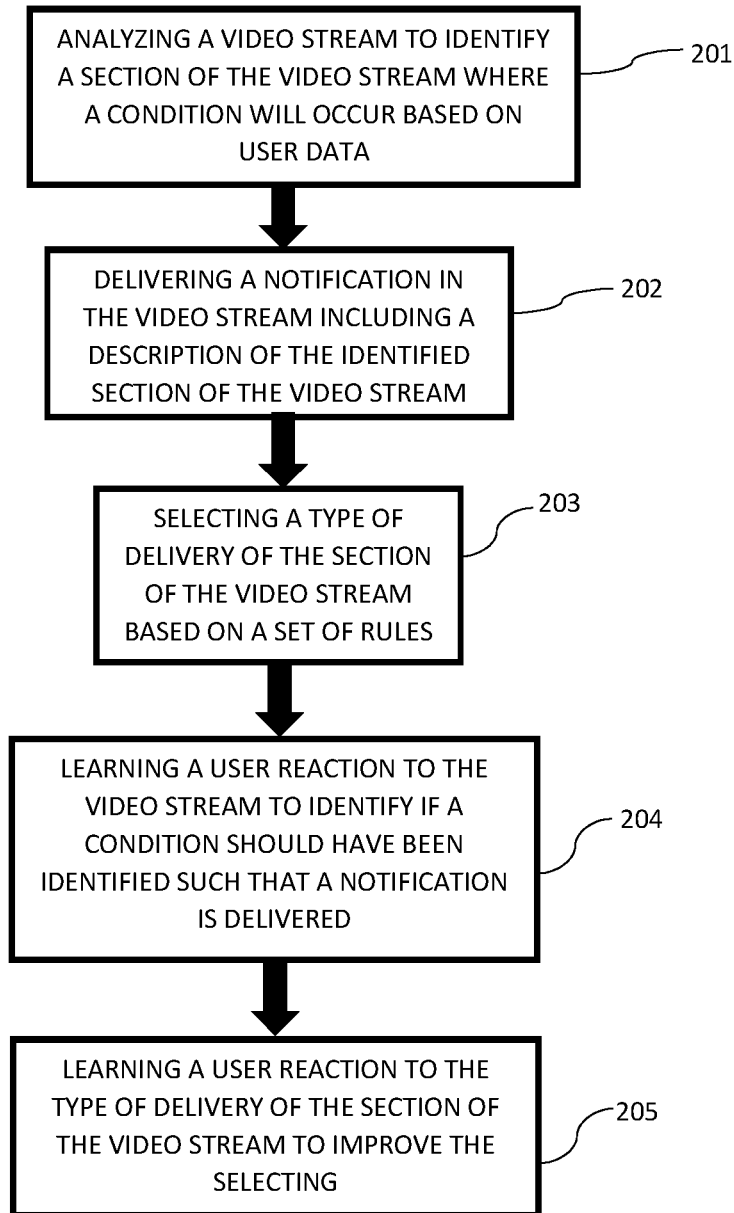 ANALYZING A VIDEO STREAM TO IDENTIFY
A SECTION OF THE VIDEO STREAM WHERE
A CONDITION WILL OCCUR BASED ON
USER DATA
201
DELIVERING A NOTIFICATION IN
THE VIDEO STREAM INCLUDING A
DESCRIPTION OF THE IDENTIFIED
SECTION OF THE VIDEO STREAM
202
SELECTING A TYPE OF
DELIVERY OF THE SECTION
OF THE VIDEO STREAM
BASED ON A SET OF RULES
203
LEARNING A USER REACTION TO THE
VIDEO STREAM TO IDENTIFY IF A
CONDITION SHOULD HAVE BEEN
IDENTIFIED SUCH THAT A NOTIFICATION
IS DELIVERED
204
LEARNING A USER REACTION TO THE
TYPE OF DELIVERY OF THE SECTION OF
THE VIDEO STREAM TO IMPROVE THE
SELECTING
205